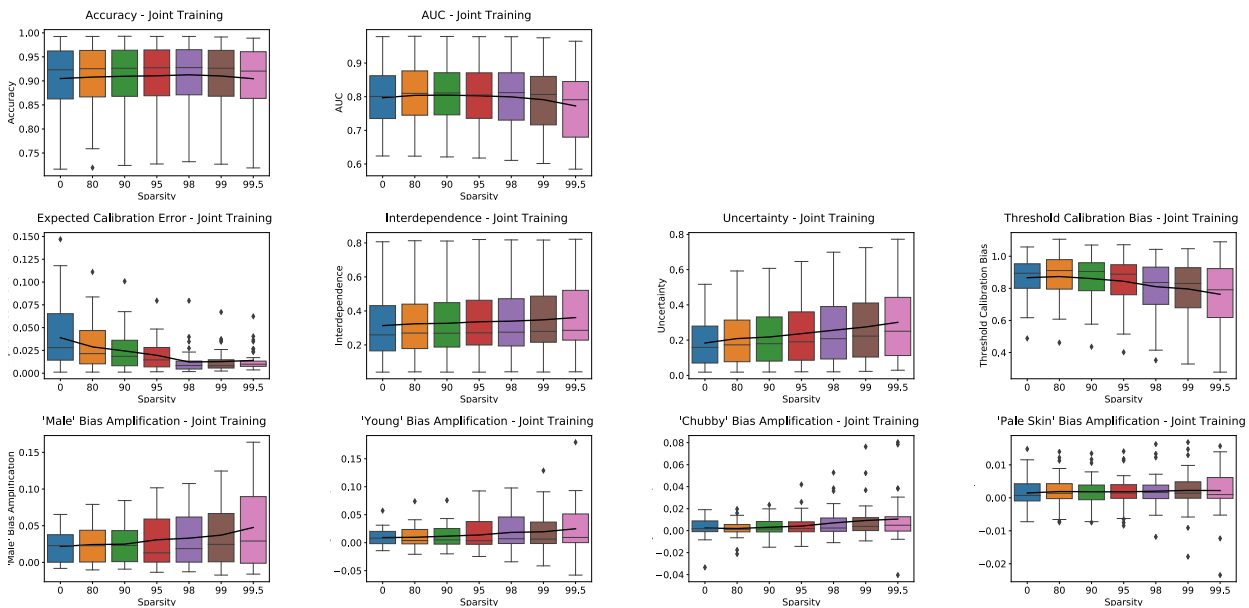 Accuracy - Joint Training
AUC - Joint Training
Accuracy
1.00
0.95
0.90
0.85
0.80
0.75
0 80 90 95 98 99 99.5
Sparsity
AUC
0.9
0.8
0.7
0.6
0 80 90 95 98 99 99.5
Sparsity
Expected Calibration Error - Joint Training
Interdependence - Joint Training
Uncertainty - Joint Training
Threshold Calibration Bias - Joint Training
0.150
0.125
0.100
0.075
0.050
0.025
0.000
0 80 90 95 98 99 99.5
Interdependence
0.8
0.6
0.4
0.2
0 80 90 95 98 99 99.5
Uncertainty
0.8
0.6
0.4
0.2
0.0
0 80 90 95 98 99 99.5
Threshold Calibration Bias
1.0
0.8
0.6
0.4
0 80 90 95 98 99 99.5
'Male' Bias Amplification - Joint Training
'Young' Bias Amplification - Joint Training
'Chubby' Bias Amplification - Joint Training
'Pale Skin' Bias Amplification - Joint Training
'Male' Bias Amplification
0.15
0.10
0.05
0.00
0 80 90 95 98 99 99.5
Sparsity
0.15
0.10
0.05
0.00
−0.05
0 80 90 95 98 99 99.5
Sparsity
0.08
0.06
0.04
0.02
0.00
−0.02
−0.04
0 80 90 95 98 99 99.5
Sparsity
0.01
0.00
−0.01
−0.02
0 80 90 95 98 99 99.5
Sparsity